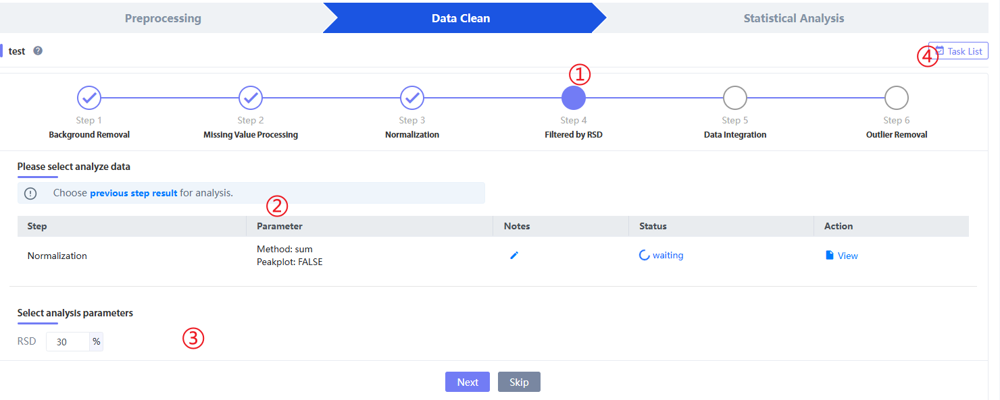 Preprocessing Data Clean Statistical Analysis
test ?
④ Task List
①
Step 1 Step 2 Step 3 Step 4 Step 5 Step 6
Background Removal Missing Value Processing Normalization Filtered by RSD Data Integration Outlier Removal
Please select analyze data
! Choose previous step result for analysis.
②
Step Parameter Notes Status Action
Normalization Method: sum waiting View
Peakplot: FALSE
Select analysis parameters
RSD 30 % ③
Next Skip